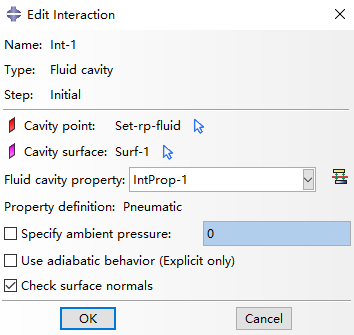 Edit Interaction
Name: Int-1
Type: Fluid cavity
Step: Initial
Cavity point: Set-rp-fluid
Cavity surface: Surf-1
Fluid cavity property: IntProp-1
Property definition: Pneumatic
Specify ambient pressure: 0
Use adiabatic behavior (Explicit only)
Check surface normals
OK Cancel